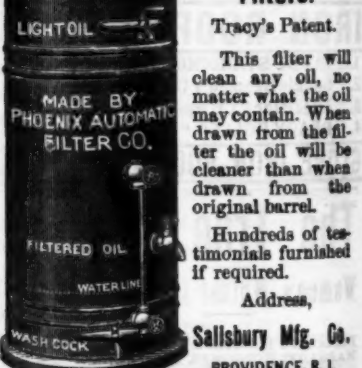 LIGHT OIL
MADE BY
PHOENIX AUTOMATIC
FILTER CO.
FILTERED OIL
WATER LINE
WASH COCK
Tracy's Patent.
This filter will
clean any oil, no
matter what the oil
may contain. When
drawn from the fil-
ter the oil will be
cleaner than when
drawn from the
original barrel.
Hundreds of tes-
timonials furnished
if required.
Address,
Salisbury Mfg. Co.
PROVIDENCE, R. I.